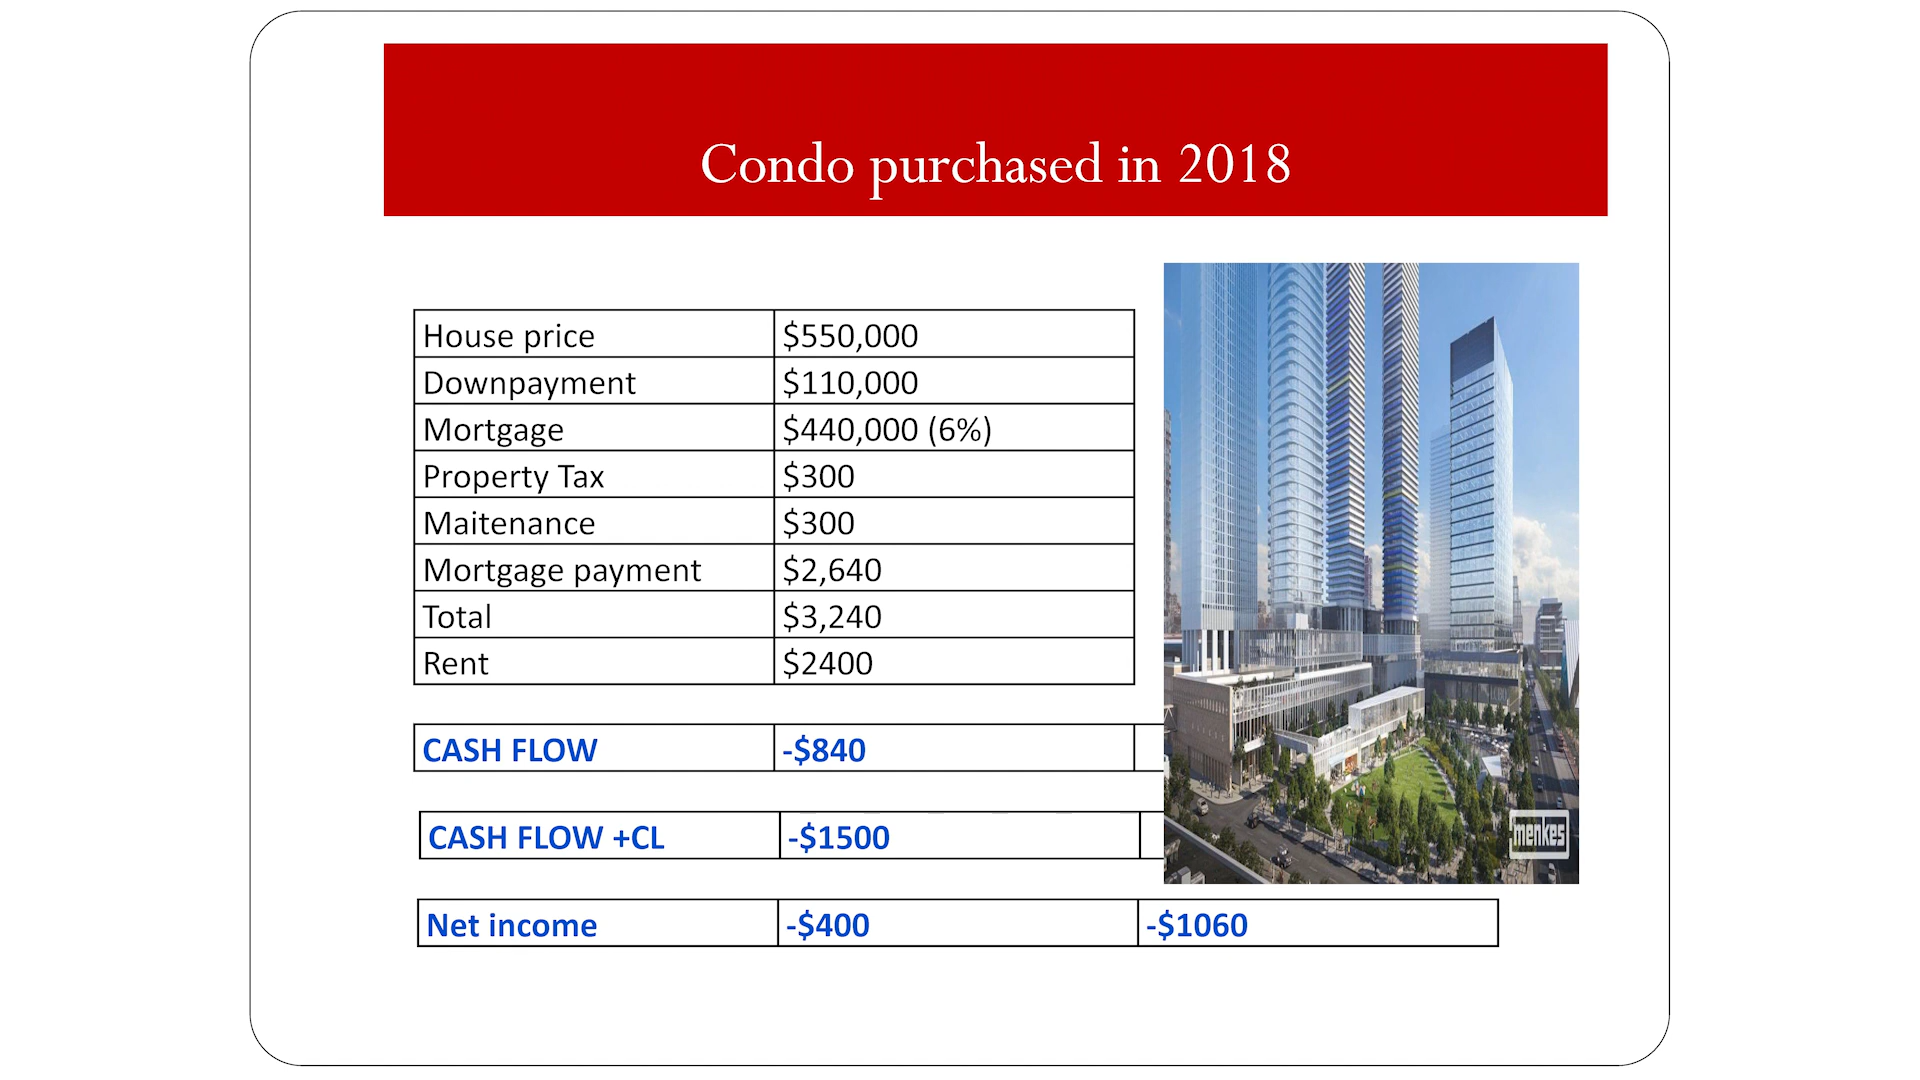 Condo purchased in 2018
House price $550,000
Downpayment $110,000
Mortgage $440,000 (6%)
Property Tax $300
Maitenance $300
Mortgage payment $2,640
Total $3,240
Rent $2400
CASH FLOW -$840
CASH FLOW +CL -$1500
menkes
Net income -$400 -$1060